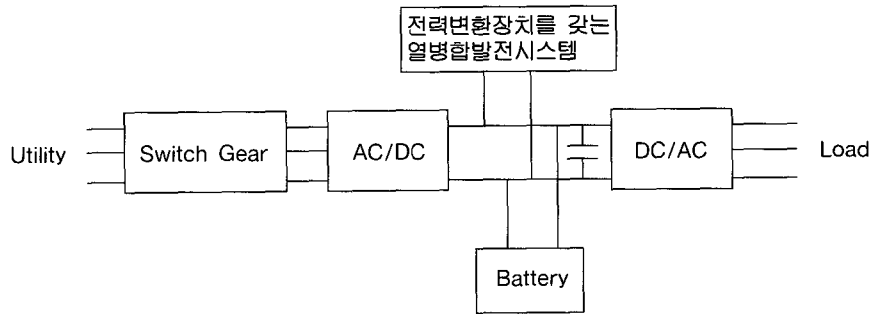 전력변환장치를 갖는
열병합발전시스템
Utility
Switch Gear
AC/DC
DC/AC
Load
Battery